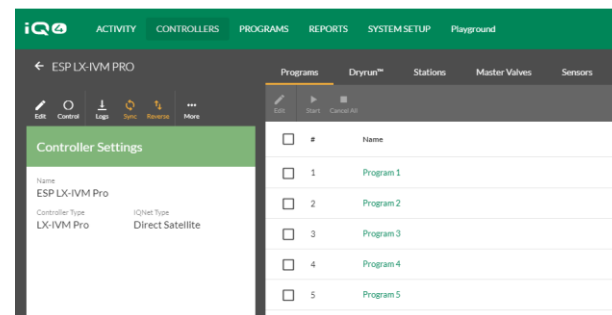 iQ4 ACTIVITY CONTROLLERS PROGRAMS REPORTS SYSTEM SETUP Playground
← ESP LX-IVM PRO
Programs Dryrun™ Stations Master Valves Sensors
Edit Control Logs Sync Reverse More
Edit Start Cancel All
Controller Settings
# Name
Name
ESP LX-IVM Pro
Controller Type IQNet Type
LX-IVM Pro Direct Satellite
1 Program 1
2 Program 2
3 Program 3
4 Program 4
5 Program 5